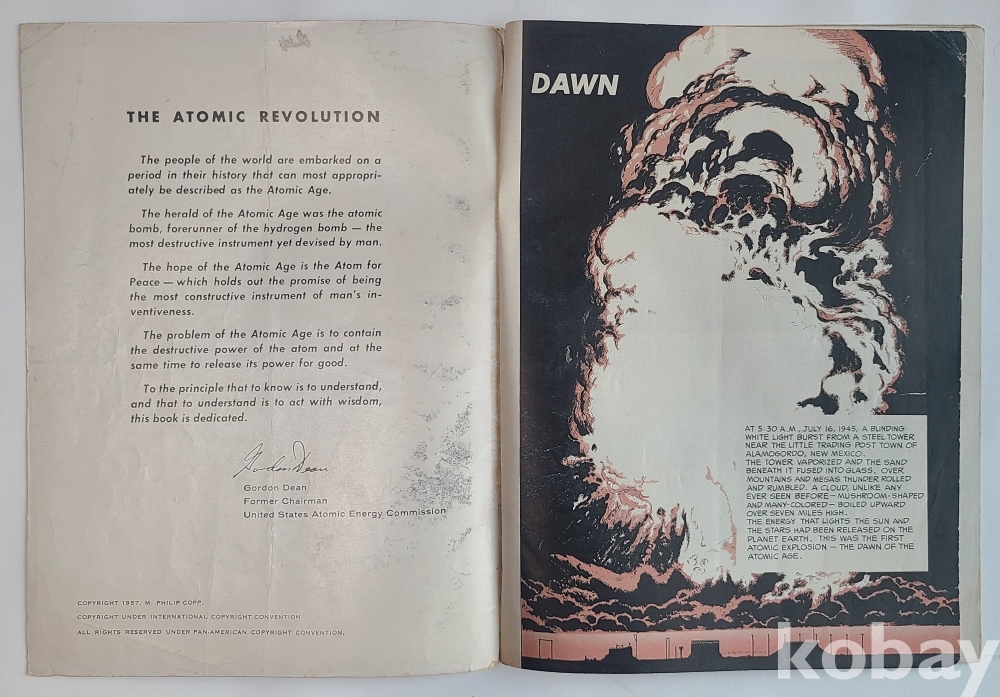 THE ATOMIC REVOLUTION
The people of the world are embarked on a
period in their history that can most appropri-
ately be described as the Atomic Age.
The herald of the Atomic Age was the atomic
bomb, forerunner of the hydrogen bomb — the
most destructive instrument yet devised by man.
The hope of the Atomic Age is the Atom for
Peace — which holds out the promise of being
the most constructive instrument of man's in-
ventiveness.
The problem of the Atomic Age is to contain
the destructive power of the atom and at the
same time to release its power for good.
To the principle that to know is to understand,
and that to understand is to act with wisdom,
this book is dedicated.
Gordon Dean
Gordon Dean
Former Chairman
United States Atomic Energy Commission
COPYRIGHT 1957, M. PHILIP COPP.
COPYRIGHT UNDER INTERNATIONAL COPYRIGHT CONVENTION
ALL RIGHTS RESERVED UNDER PAN-AMERICAN COPYRIGHT CONVENTION.
DAWN
AT 5:30 A.M., JULY 16, 1945, A BLINDING
WHITE LIGHT BURST FROM A STEEL TOWER
NEAR THE LITTLE TRADING POST TOWN OF
ALAMOGORDO, NEW MEXICO.
THE TOWER VAPORIZED AND THE SAND
BENEATH IT FUSED INTO GLASS. OVER
MOUNTAINS AND MESAS THUNDER ROLLED
AND RUMBLED. A CLOUD, UNLIKE ANY
EVER SEEN BEFORE — MUSHROOM-SHAPED
AND MANY-COLORED — BOILED UPWARD
OVER SEVEN MILES HIGH.
THE ENERGY THAT LIGHTS THE SUN AND
THE STARS HAD BEEN RELEASED ON THE
PLANET EARTH. THIS WAS THE FIRST
ATOMIC EXPLOSION — THE DAWN OF THE
ATOMIC AGE.
kobay